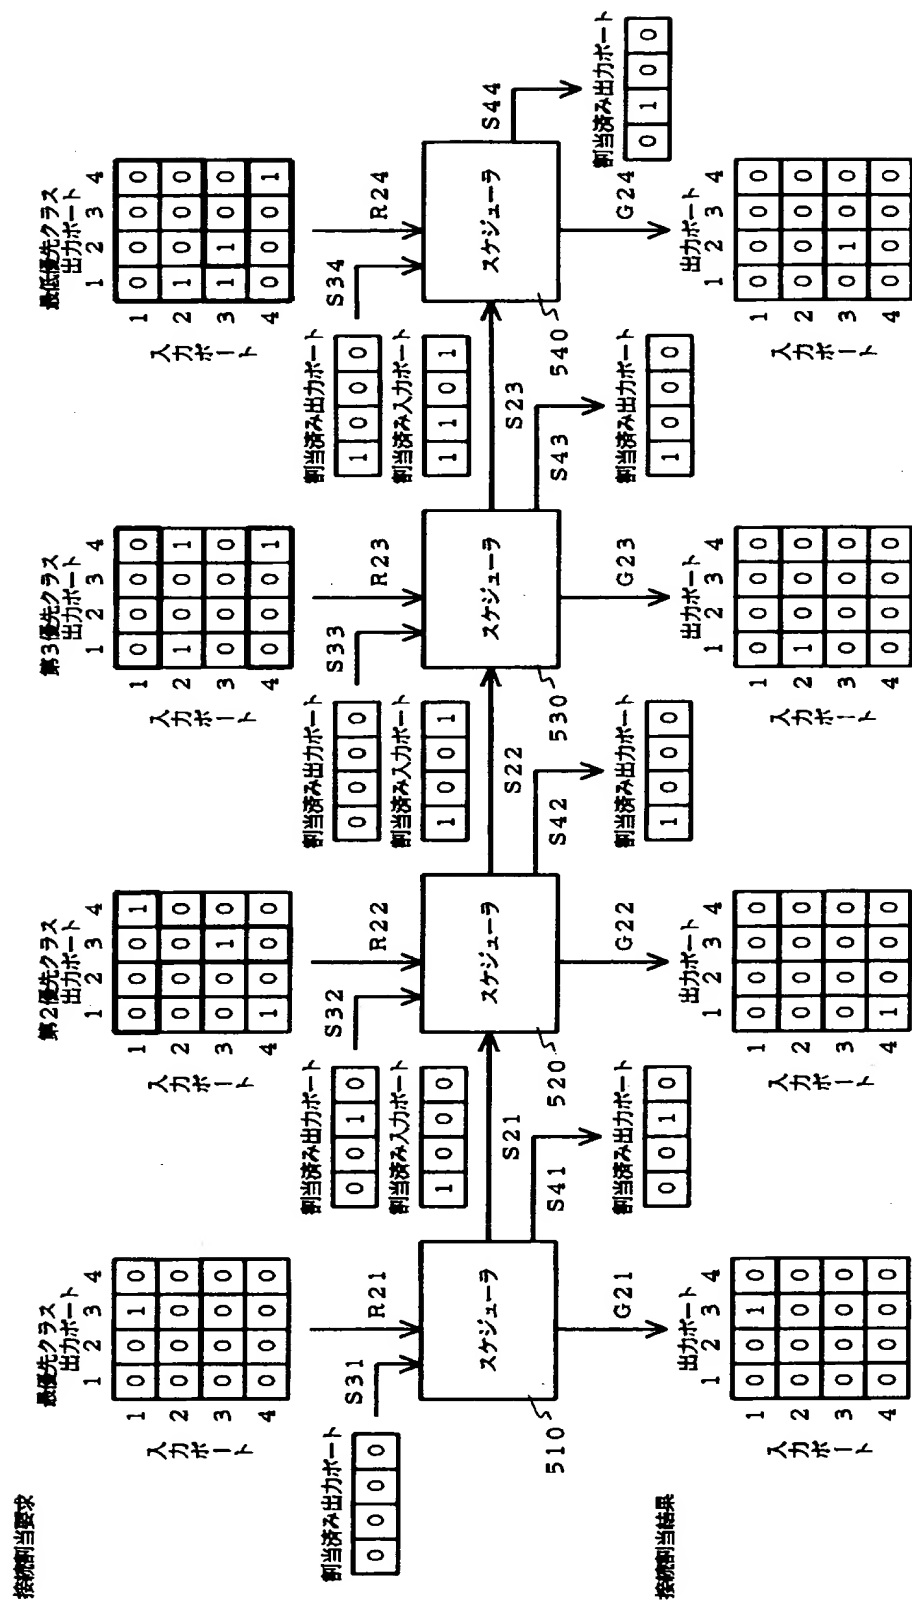 接続割当要求
最優先クラス
出力ポート
1 2 3 4
入力ポート
1 0 0 1 0
2 0 0 0 0
3 0 0 0 0
4 0 0 0 0
第2優先クラス
出力ポート
1 2 3 4
入力ポート
1 0 0 0 1
2 0 0 0 0
3 0 0 1 0
4 1 0 0 0
第3優先クラス
出力ポート
1 2 3 4
入力ポート
1 0 0 0 0
2 1 0 0 1
3 0 0 0 0
4 0 0 0 1
最低優先クラス
出力ポート
1 2 3 4
入力ポート
1 0 0 0 0
2 1 0 0 0
3 1 1 0 0
4 0 0 0 1
割当済み出力ポート
0 0 0 0
S31
R21
スケジューラ
510
割当済み出力ポート
0 0 1 0
割当済み入力ポート
1 0 0 0
S32
R22
S21
スケジューラ
520
割当済み出力ポート
0 0 0 0
割当済み入力ポート
1 0 0 1
S33
R23
S22
スケジューラ
530
割当済み出力ポート
1 0 0 0
割当済み入力ポート
1 1 0 1
S34
R24
S23
スケジューラ
540
S41
割当済み出力ポート
0 0 1 0
S42
割当済み出力ポート
1 0 0 0
S43
割当済み出力ポート
1 0 0 0
S44
割当済み出力ポート
0 1 0 0
G21
G22
G23
G24
接続割当結果
出力ポート
1 2 3 4
入力ポート
1 0 0 1 0
2 0 0 0 0
3 0 0 0 0
4 0 0 0 0
出力ポート
1 2 3 4
入力ポート
1 0 0 0 0
2 0 0 0 0
3 0 0 0 0
4 1 0 0 0
出力ポート
1 2 3 4
入力ポート
1 0 0 0 0
2 1 0 0 0
3 0 0 0 0
4 0 0 0 0
出力ポート
1 2 3 4
入力ポート
1 0 0 0 0
2 0 0 0 0
3 0 1 0 0
4 0 0 0 0